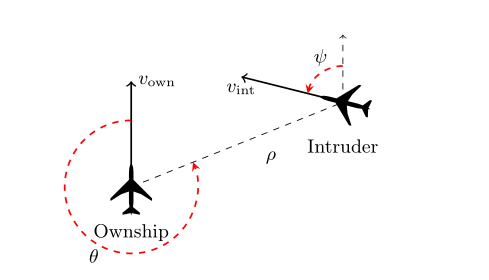 ψ
v_own
v_int
Intruder
ρ
Ownship
θ